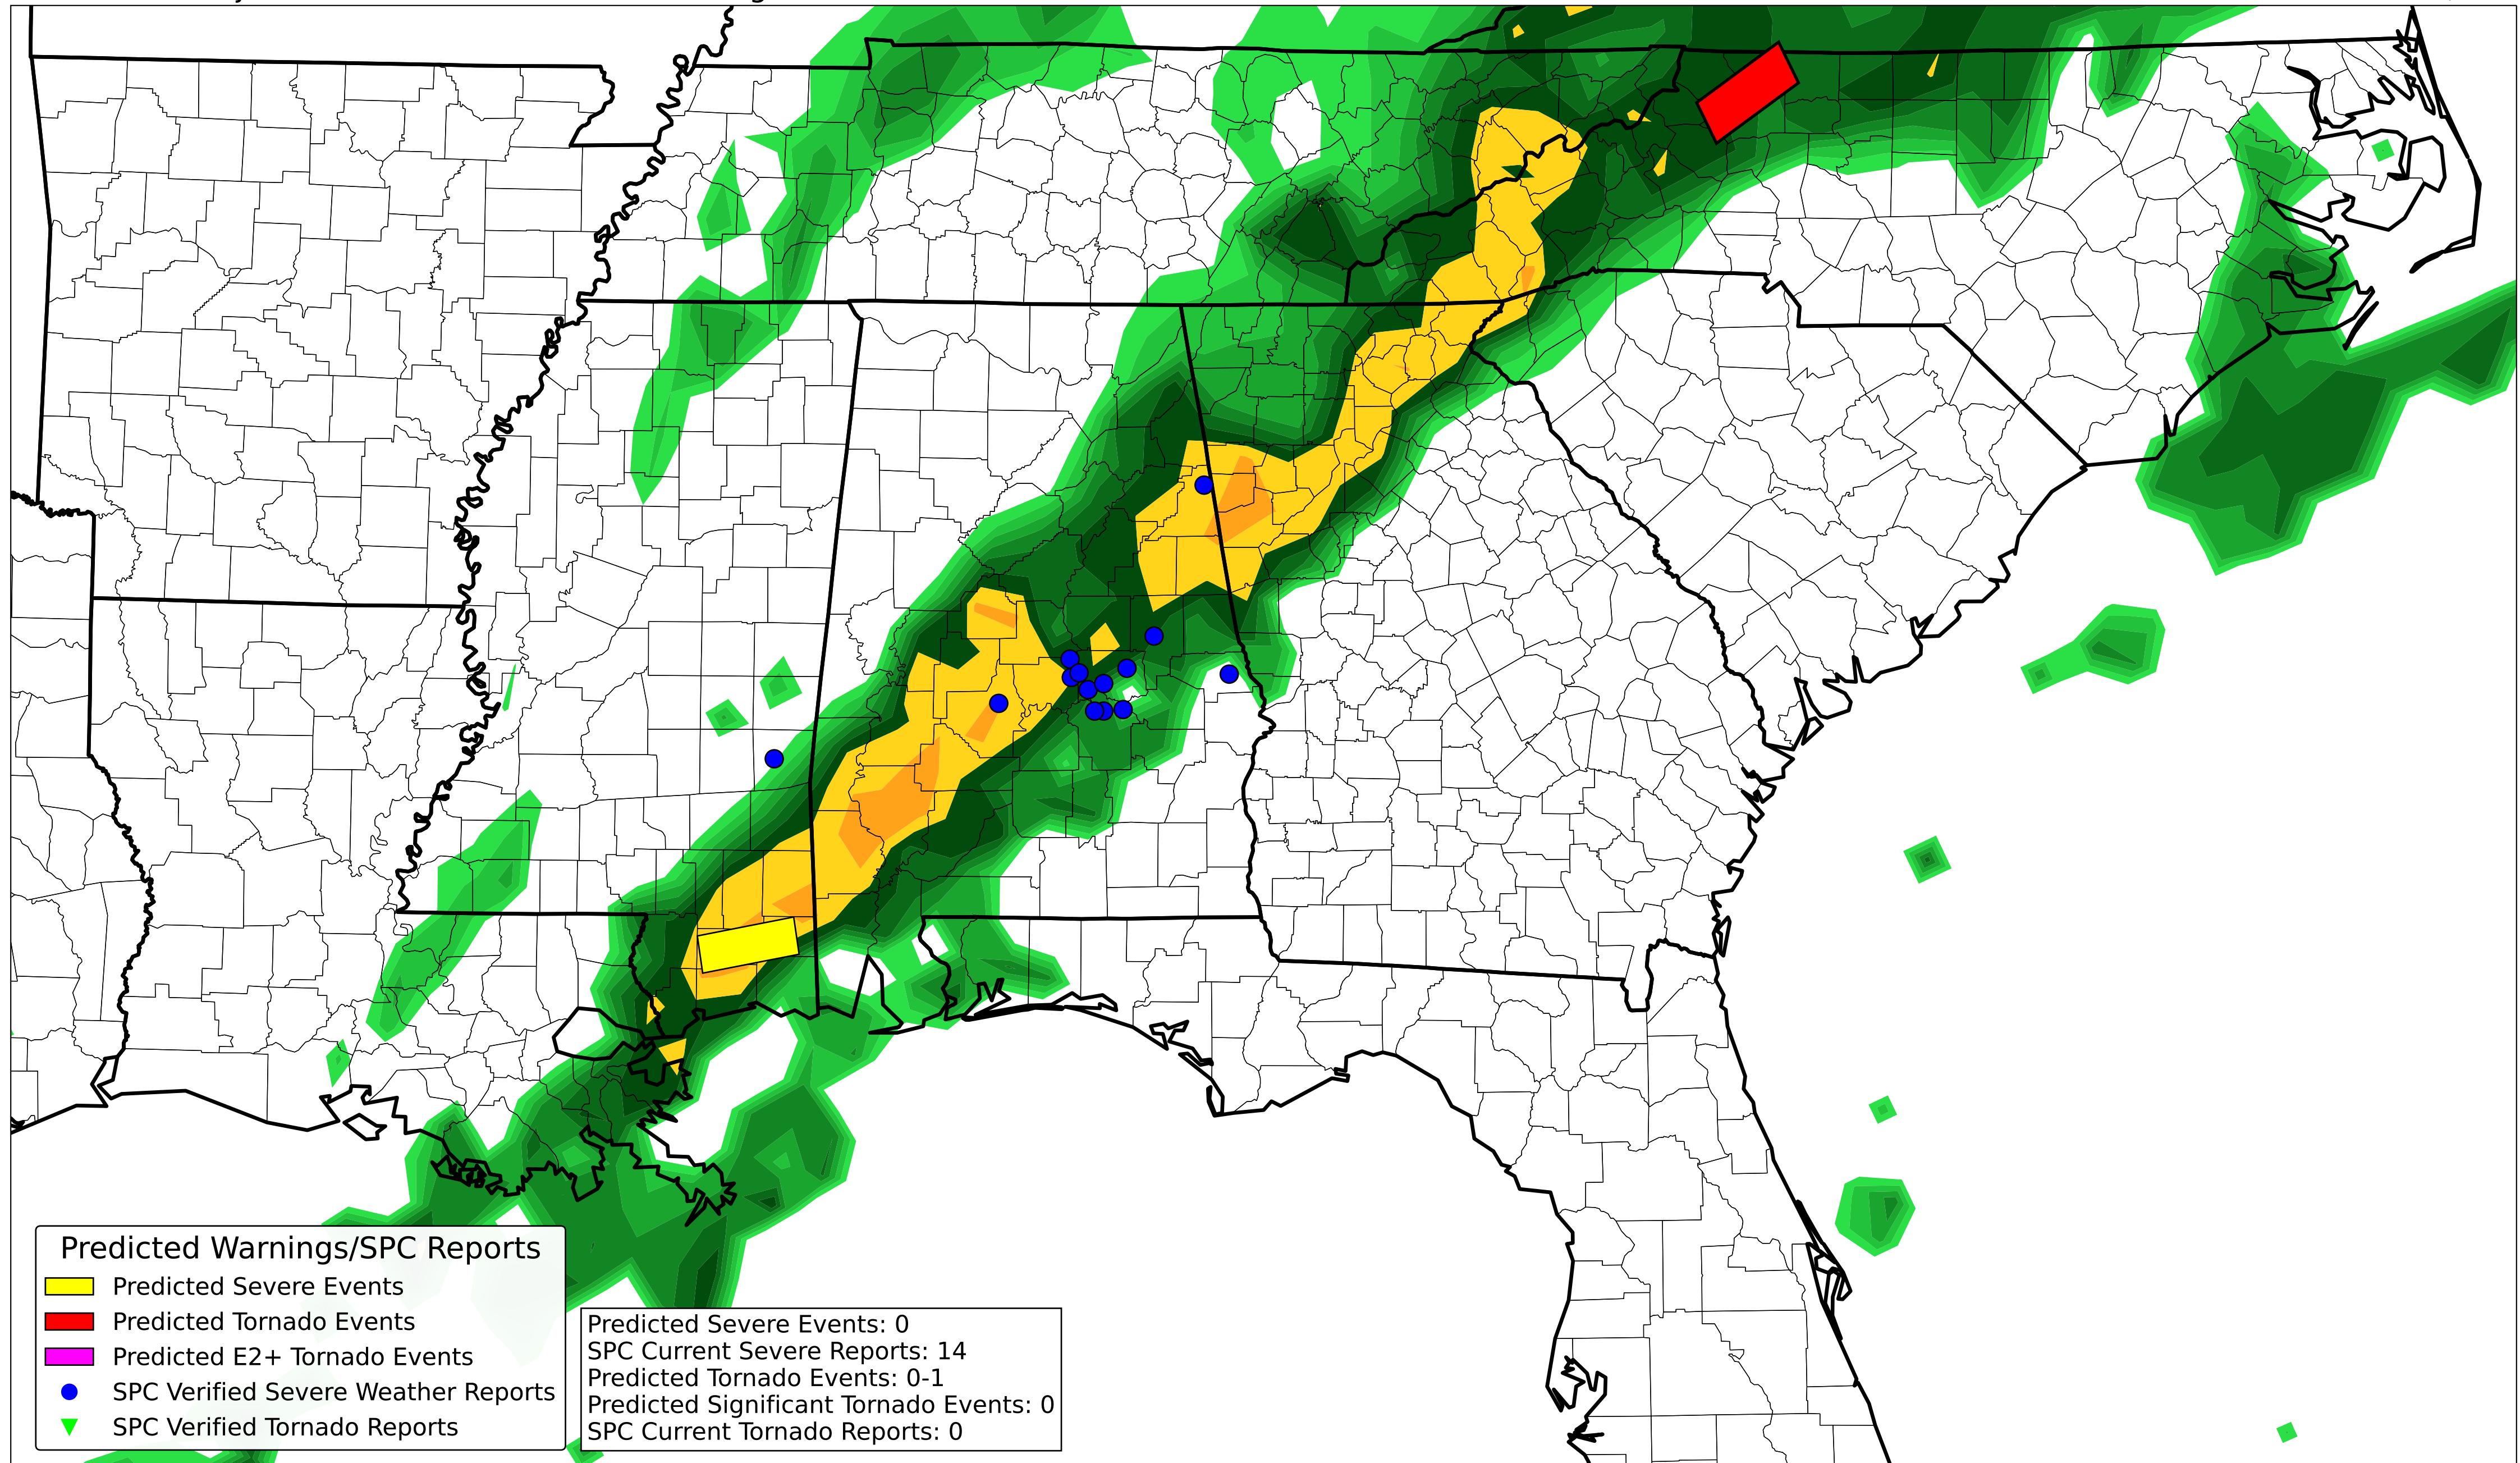 Predicted Warnings/SPC Reports
Predicted Severe Events
Predicted Tornado Events
Predicted E2+ Tornado Events
SPC Verified Severe Weather Reports
SPC Verified Tornado Reports
Predicted Severe Events: 0
SPC Current Severe Reports: 14
Predicted Tornado Events: 0-1
Predicted Significant Tornado Events: 0
SPC Current Tornado Reports: 0